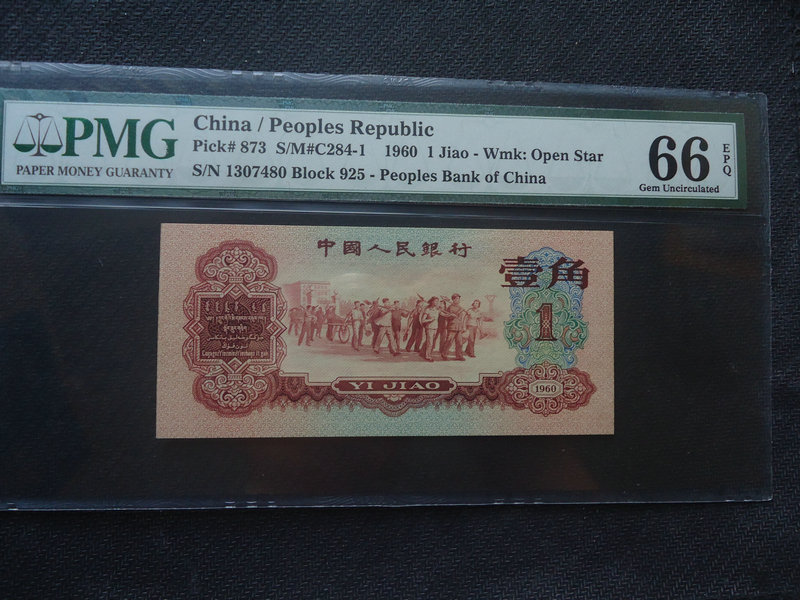 PMG
PAPER MONEY GUARANTY
China / Peoples Republic
Pick# 873 S/M#C284-1 1960 1 Jiao - Wmk: Open Star
S/N 1307480 Block 925 - Peoples Bank of China
66
EPQ
Gem Uncirculated
中國人民銀行
壹角
1
YI JIAO
1960